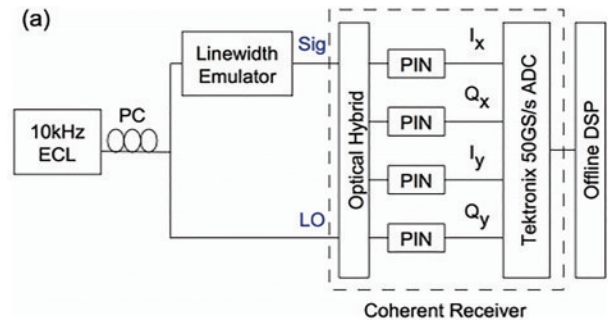 (a)
Linewidth
Emulator
Sig
10kHz
ECL
PC
LO
Optical Hybrid
PIN
PIN
PIN
PIN
Ix
Qx
Iy
Qy
Tektronix 50GS/s ADC
Offline DSP
Coherent Receiver